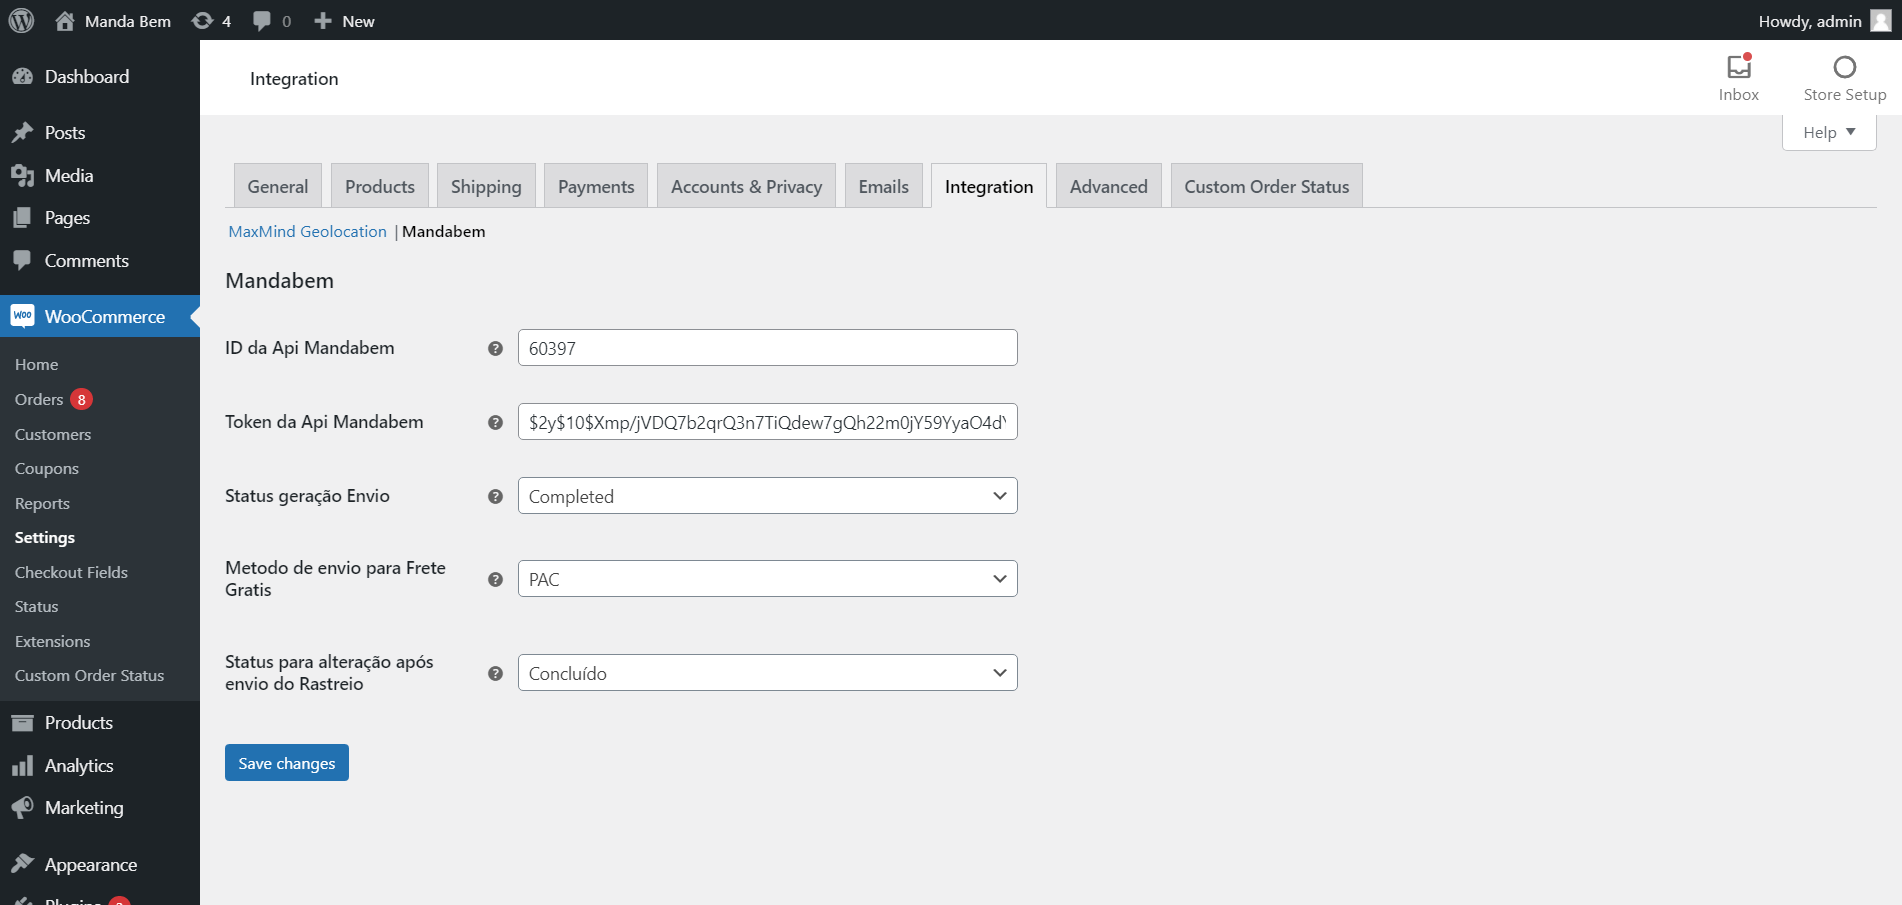 Manda Bem
4
0
New
Howdy, admin
Dashboard
Posts
Media
Pages
Comments
Woo
WooCommerce
Home
Orders 8
Customers
Coupons
Reports
Settings
Checkout Fields
Status
Extensions
Custom Order Status
Products
Analytics
Marketing
Appearance
Integration
Inbox
Store Setup
Help
General
Products
Shipping
Payments
Accounts & Privacy
Emails
Integration
Advanced
Custom Order Status
MaxMind Geolocation | Mandabem
Mandabem
ID da Api Mandabem
?
60397
Token da Api Mandabem
?
$2y$10$Xmp/jVDQ7b2qrQ3n7TiQdew7gQh22m0jY59YyaO4d
Status geração Envio
?
Completed
Metodo de envio para Frete
Gratis
?
PAC
Status para alteração após
envio do Rastreio
?
Concluído
Save changes